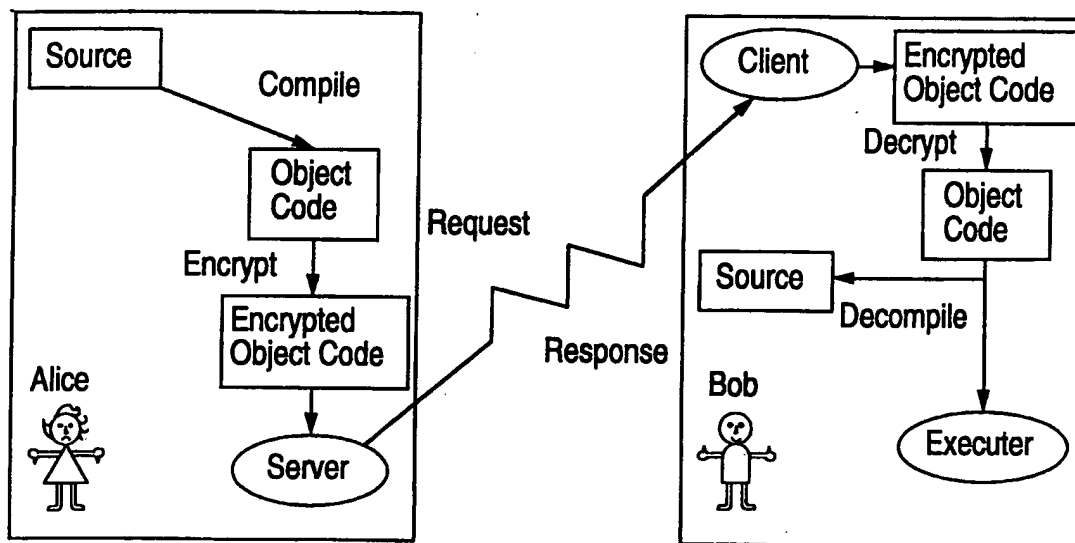 Source
Compile
Object
Code
Encrypt
Encrypted
Object Code
Alice
Server
Request
Response
Client
Encrypted
Object Code
Decrypt
Object
Code
Source
Decompile
Bob
Executer